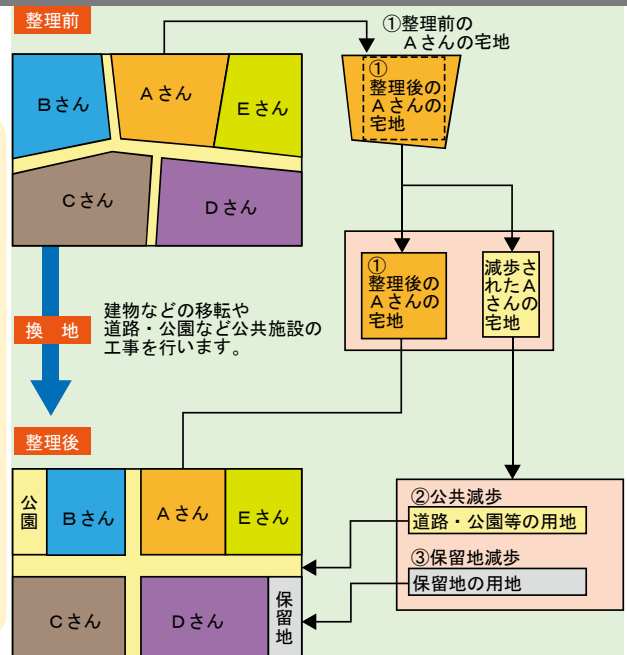 整理前
①整理前の
Aさんの宅地
Bさん
Aさん
Eさん
Cさん
Dさん
①
整理後の
Aさんの
宅地
①
整理後の
Aさんの
宅地
減歩さ
れたA
さんの
宅地
換 地
建物などの移転や
道路・公園など公共施設の
工事を行います。
整理後
公園
Bさん
Aさん
Eさん
Cさん
Dさん
保留地
②公共減歩
道路・公園等の用地
③保留地減歩
保留地の用地